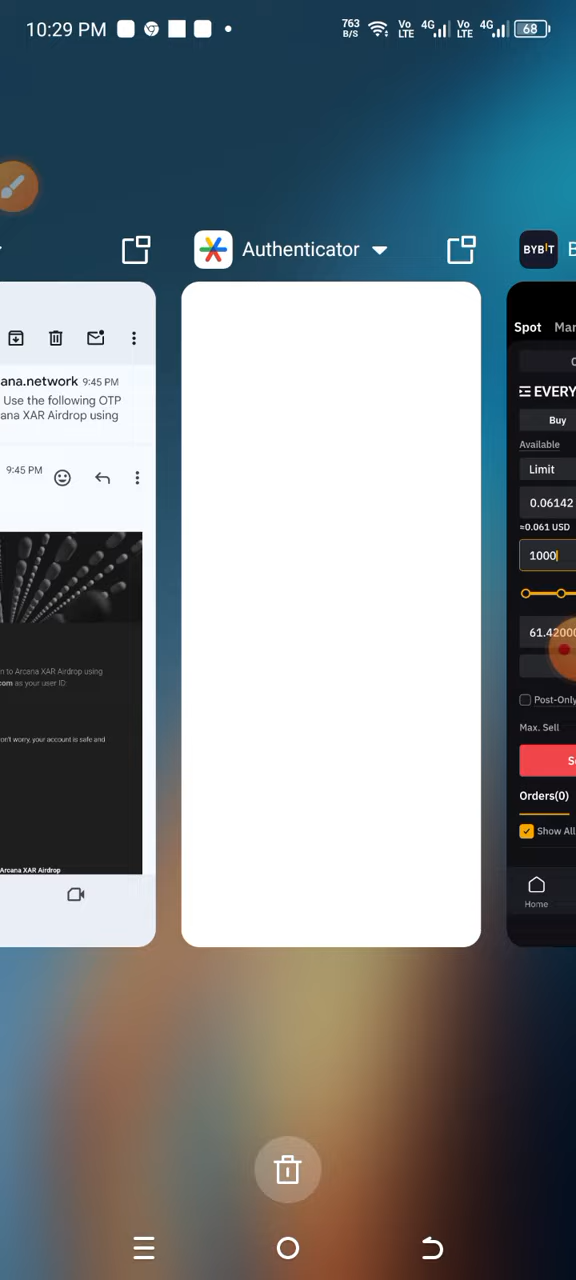 10:29 PM
763 B/S
Vo LTE 4G Vo LTE 4G 68
Authenticator
BYBIT B
ana.network 9:45 PM
Use the following OTP
ana XAR Airdrop using
9:45 PM
n to Arcana XAR Airdrop using
com as your user ID:
on't worry, your account is safe and
Arcana XAR Airdrop
Spot Mar
EVERY
Buy
Available
Limit
0.06142
≈0.061 USD
1000
61.42000
Post-Only
Max. Sell
Se
Orders(0)
Show All
Home